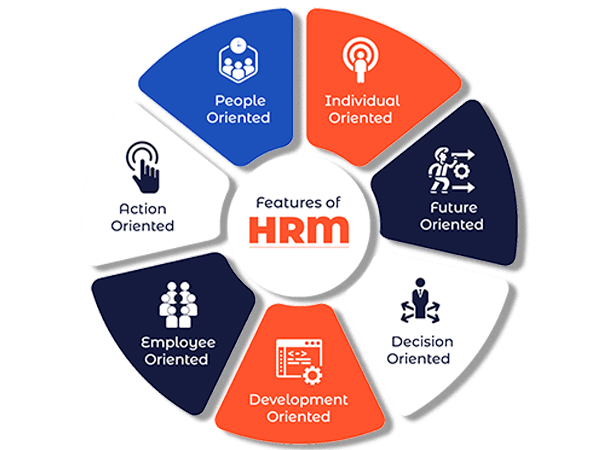 Features of
HRM
People
Oriented
Individual
Oriented
Future
Oriented
Decision
Oriented
Development
Oriented
Employee
Oriented
Action
Oriented